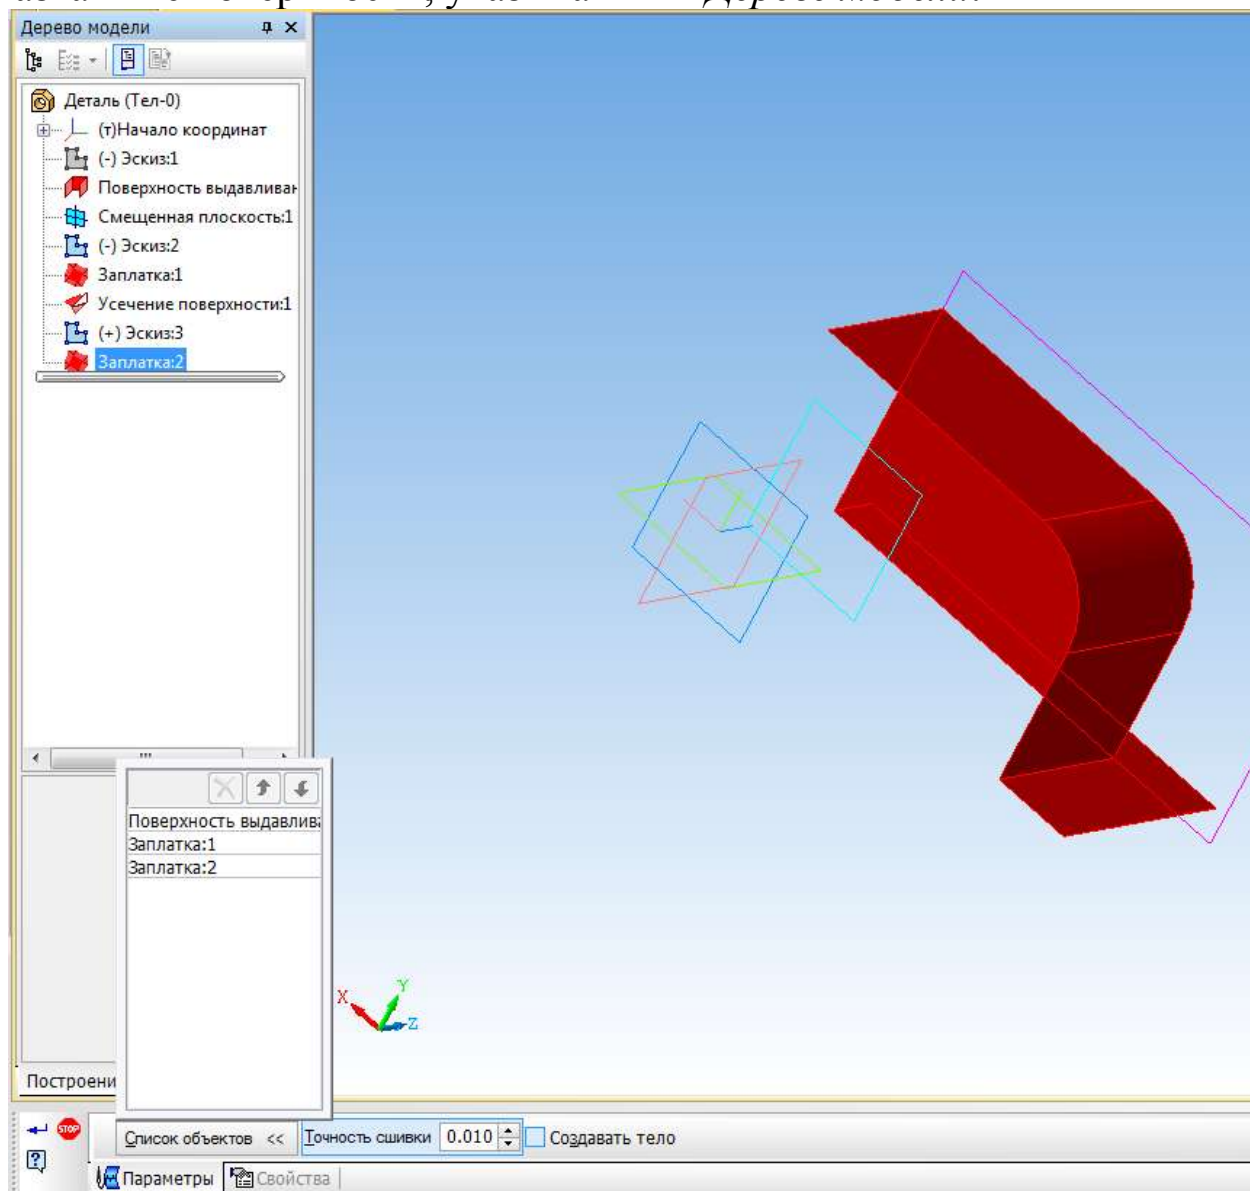 Дерево модели
Деталь (Тел-0)
(т)Начало координат
(-) Эскиз:1
Поверхность выдавливан
Смещенная плоскость:1
(-) Эскиз:2
Заплатка:1
Усечение поверхности:1
(+) Эскиз:3
Заплатка:2
Поверхность выдавлива
Заплатка:1
Заплатка:2
X
Y
Z
Построени
STOP
Список объектов <<
Точность сшивки 0.010
Создавать тело
Параметры
Свойства